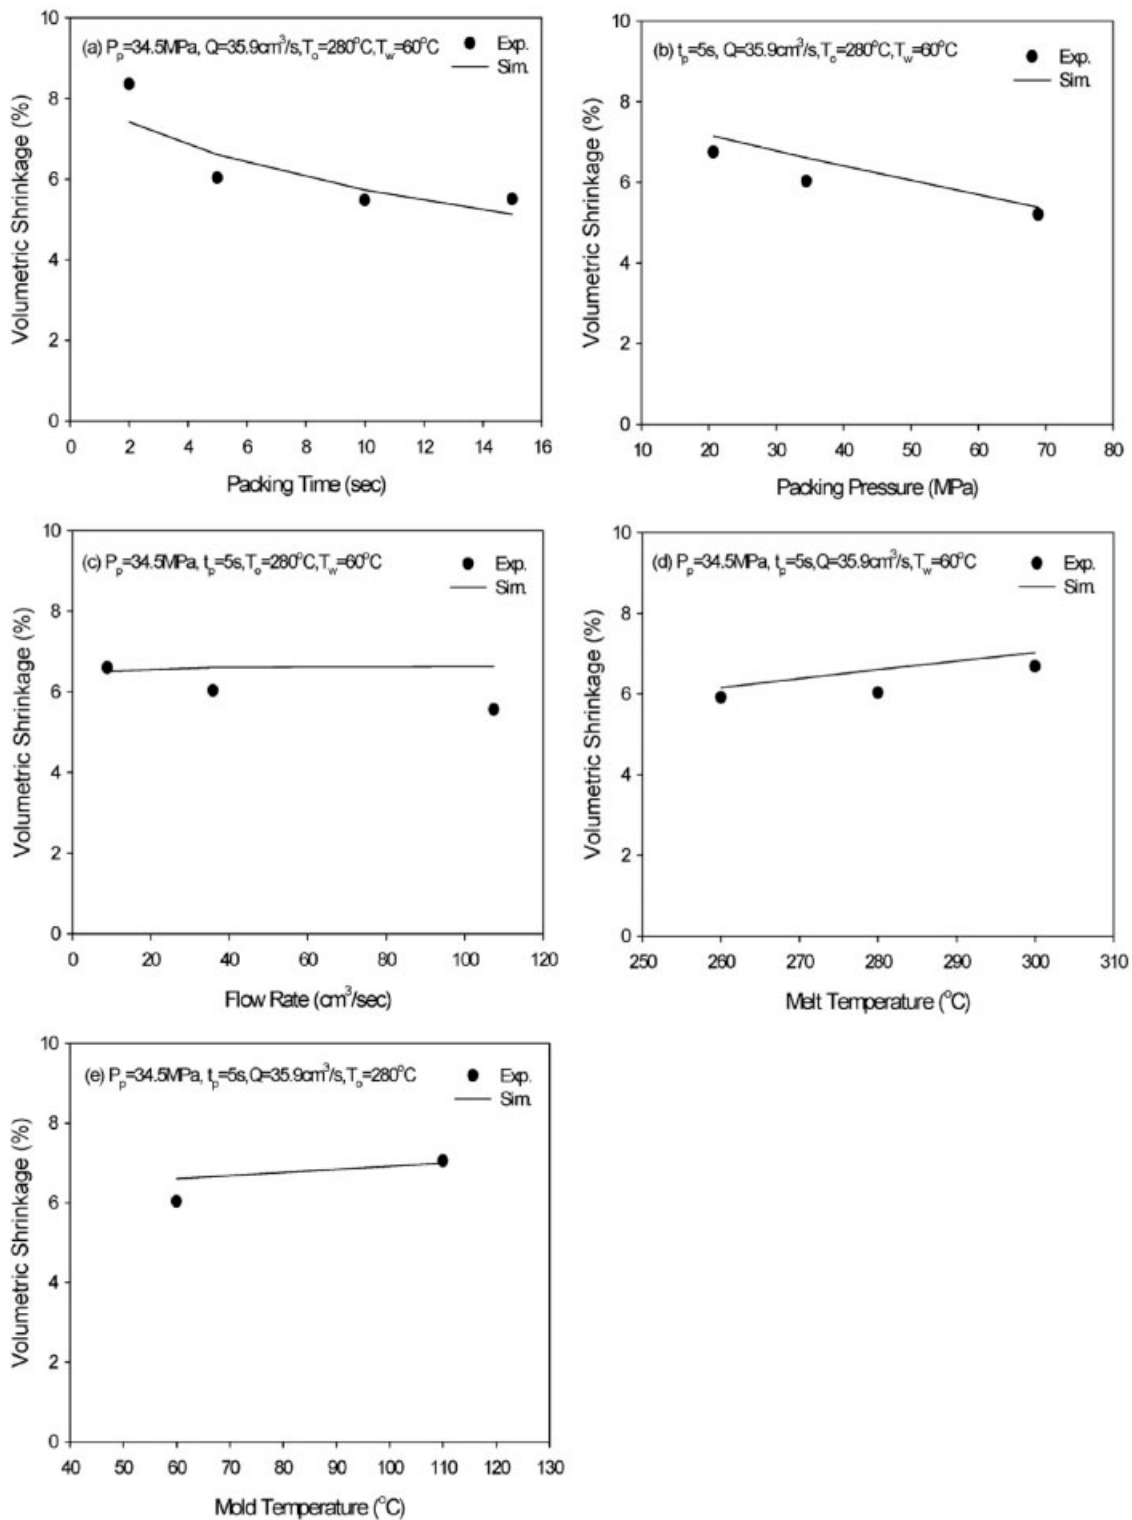 (a) Pp=34.5MPa, Q=35.9cm³/s,To=280°C,Tw=60°C
Exp.
Sim.
Volumetric Shrinkage (%)
10
8
6
4
2
0
0 2 4 6 8 10 12 14 16
Packing Time (sec)
(b) tp=5s, Q=35.9cm³/s,To=280°C,Tw=60°C
Exp.
Sim.
Volumetric Shrinkage (%)
10
8
6
4
2
0
10 20 30 40 50 60 70 80
Packing Pressure (MPa)
(c) Pp=34.5MPa, tp=5s,To=280°C,Tw=60°C
Exp.
Sim.
Volumetric Shrinkage (%)
10
8
6
4
2
0
0 20 40 60 80 100 120
Flow Rate (cm³/sec)
(d) Pp=34.5MPa, tp=5s,Q=35.9cm³/s,Tw=60°C
Exp.
Sim.
Volumetric Shrinkage (%)
10
8
6
4
2
0
250 260 270 280 290 300 310
Melt Temperature (°C)
(e) Pp=34.5MPa, tp=5s,Q=35.9cm³/s,To=280°C
Exp.
Sim.
Volumetric Shrinkage (%)
10
8
6
4
2
0
40 50 60 70 80 90 100 110 120 130
Mold Temperature (°C)